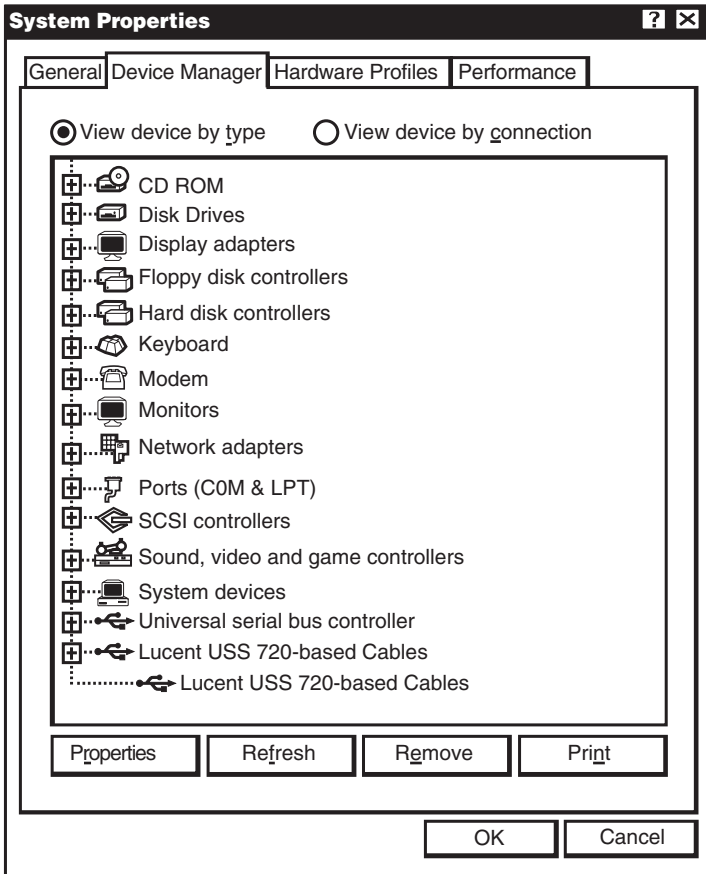 System Properties ? X
General Device Manager Hardware Profiles Performance
View device by type View device by connection
CD ROM
Disk Drives
Display adapters
Floppy disk controllers
Hard disk controllers
Keyboard
Modem
Monitors
Network adapters
Ports (C0M & LPT)
SCSI controllers
Sound, video and game controllers
System devices
Universal serial bus controller
Lucent USS 720-based Cables
Lucent USS 720-based Cables
Properties Refresh Remove Print
OK Cancel